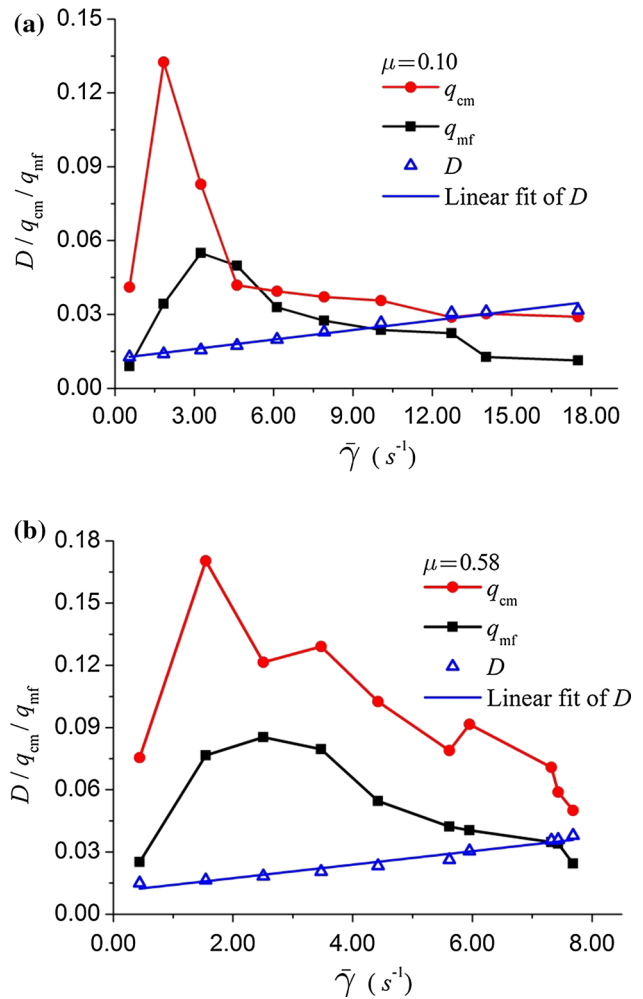 (a)
0.15
0.12
0.09
0.06
0.03
0.00
D / q_cm / q_mf
μ=0.10
q_cm
q_mf
D
Linear fit of D
0.00 3.00 6.00 9.00 12.00 15.00 18.00
γ̄ (s⁻¹)
(b)
0.18
0.15
0.12
0.09
0.06
0.03
0.00
D / q_cm / q_mf
μ=0.58
q_cm
q_mf
D
Linear fit of D
0.00 2.00 4.00 6.00 8.00
γ̄ (s⁻¹)